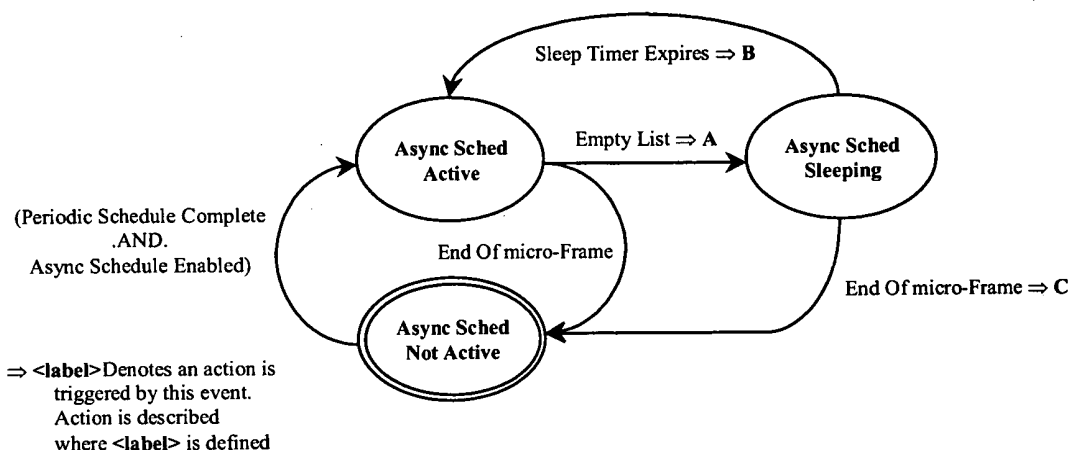 Sleep Timer Expires ⇒ B
Async Sched
Active
Empty List ⇒ A
Async Sched
Sleeping
(Periodic Schedule Complete
.AND.
Async Schedule Enabled)
End Of micro-Frame
End Of micro-Frame ⇒ C
Async Sched
Not Active
⇒ <label>Denotes an action is
triggered by this event.
Action is described
where <label> is defined